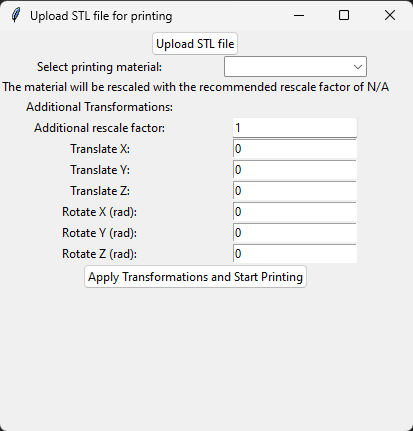 Upload STL file for printing
Upload STL file
Select printing material:
The material will be rescaled with the recommended rescale factor of N/A
Additional Transformations:
Additional rescale factor: 1
Translate X: 0
Translate Y: 0
Translate Z: 0
Rotate X (rad): 0
Rotate Y (rad): 0
Rotate Z (rad): 0
Apply Transformations and Start Printing